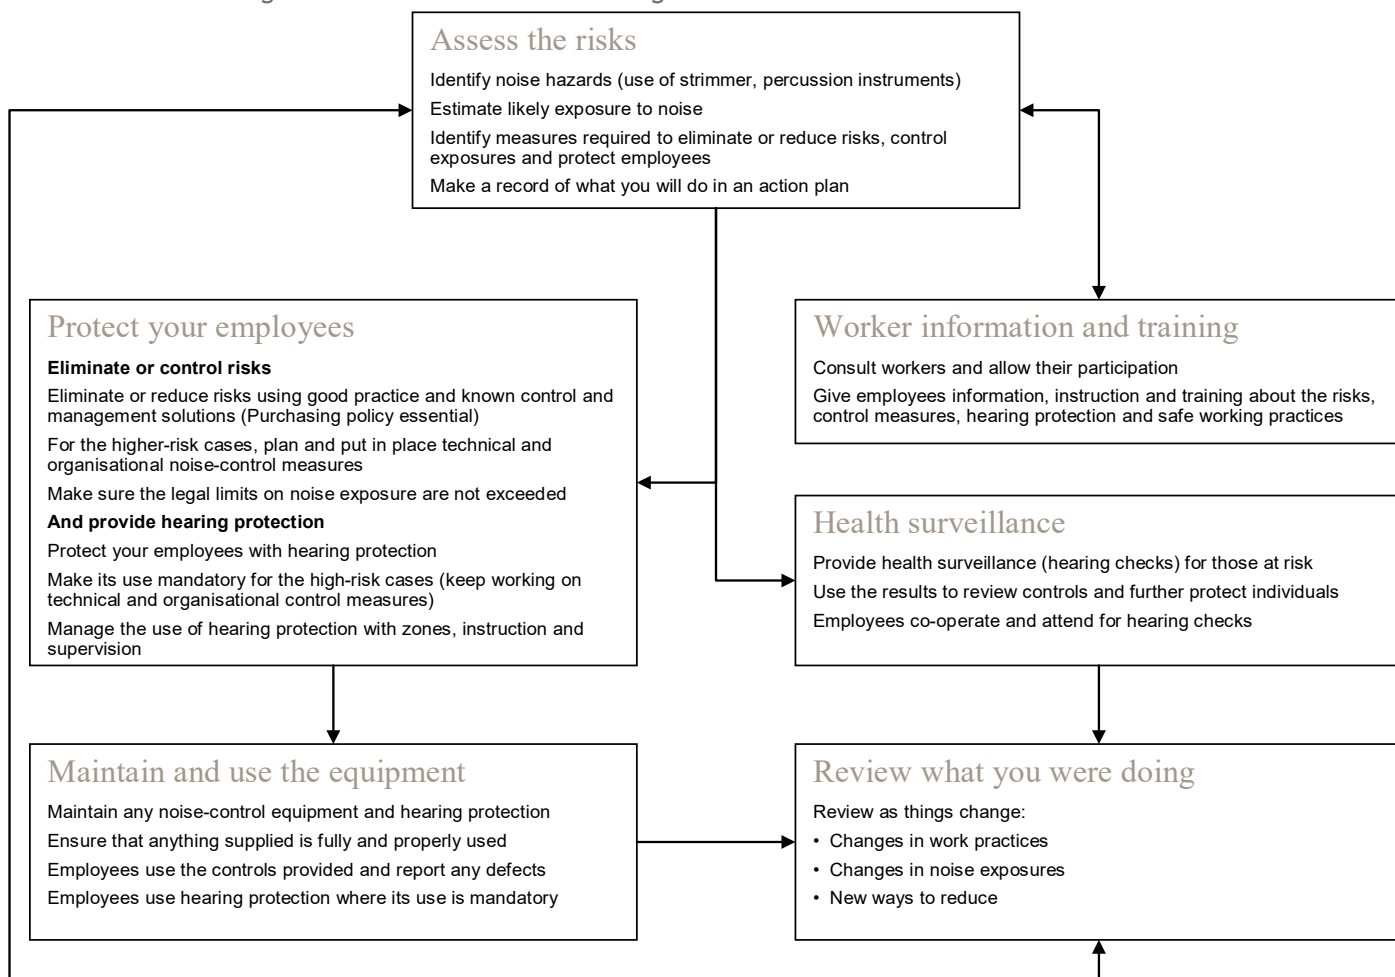 Assess the risks
Identify noise hazards (use of strimmer, percussion instruments)
Estimate likely exposure to noise
Identify measures required to eliminate or reduce risks, control
exposures and protect employees
Make a record of what you will do in an action plan
Protect your employees
Eliminate or control risks
Eliminate or reduce risks using good practice and known control and
management solutions (Purchasing policy essential)
For the higher-risk cases, plan and put in place technical and
organisational noise-control measures
Make sure the legal limits on noise exposure are not exceeded
And provide hearing protection
Protect your employees with hearing protection
Make its use mandatory for the high-risk cases (keep working on
technical and organisational control measures)
Manage the use of hearing protection with zones, instruction and
supervision
Worker information and training
Consult workers and allow their participation
Give employees information, instruction and training about the risks,
control measures, hearing protection and safe working practices
Health surveillance
Provide health surveillance (hearing checks) for those at risk
Use the results to review controls and further protect individuals
Employees co-operate and attend for hearing checks
Maintain and use the equipment
Maintain any noise-control equipment and hearing protection
Ensure that anything supplied is fully and properly used
Employees use the controls provided and report any defects
Employees use hearing protection where its use is mandatory
Review what you were doing
Review as things change:
• Changes in work practices
• Changes in noise exposures
• New ways to reduce